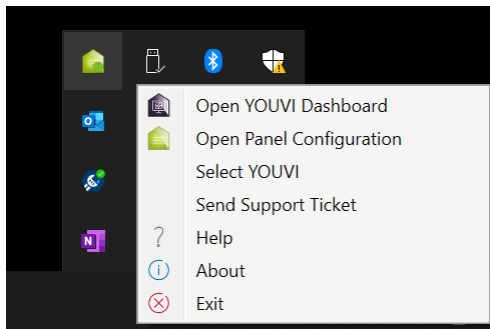 Open YOUVI Dashboard
Open Panel Configuration
Select YOUVI
Send Support Ticket
? Help
i About
Exit